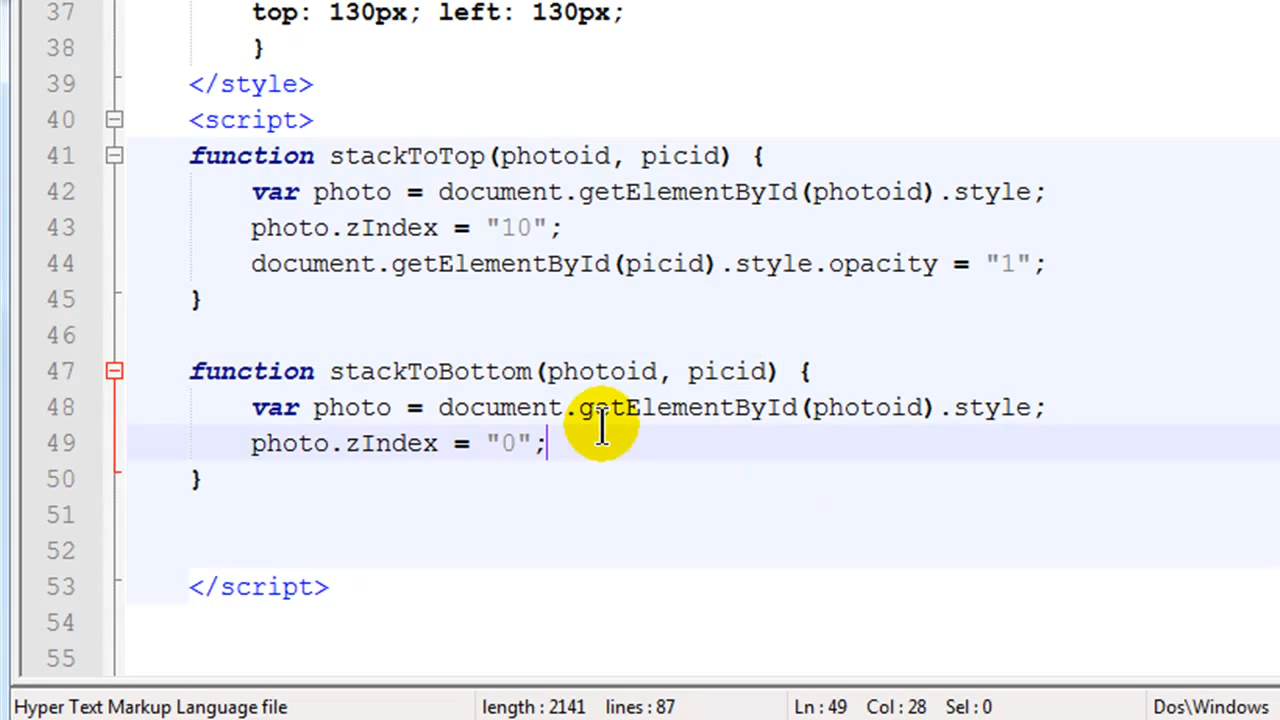 37 top: 130px; left: 130px;
38 }
39 </style>
40 <script>
41 function stackToTop(photoid, picid) {
42 var photo = document.getElementById(photoid).style;
43 photo.zIndex = "10";
44 document.getElementById(picid).style.opacity = "1";
45 }
46
47 function stackToBottom(photoid, picid) {
48 var photo = document.getElementById(photoid).style;
49 photo.zIndex = "0";
50 }
51
52
53 </script>
54
55
Hyper Text Markup Language file length : 2141 lines : 87 Ln : 49 Col : 28 Sel : 0 Dos\Windows